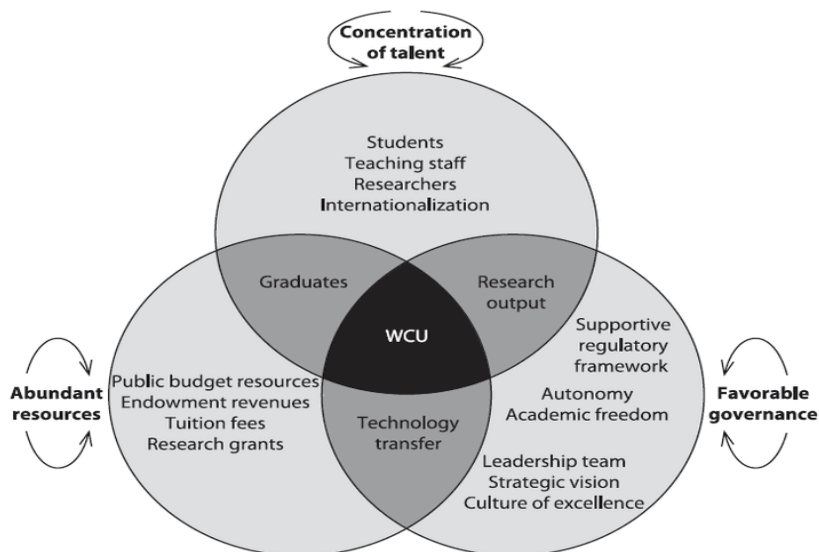 Concentration
of talent
Students
Teaching staff
Researchers
Internationalization
Graduates
Research
output
WCU
Supportive
regulatory
framework
Autonomy
Academic freedom
Leadership team
Strategic vision
Culture of excellence
Favorable
governance
Abundant
resources
Public budget resources
Endowment revenues
Tuition fees
Research grants
Technology
transfer